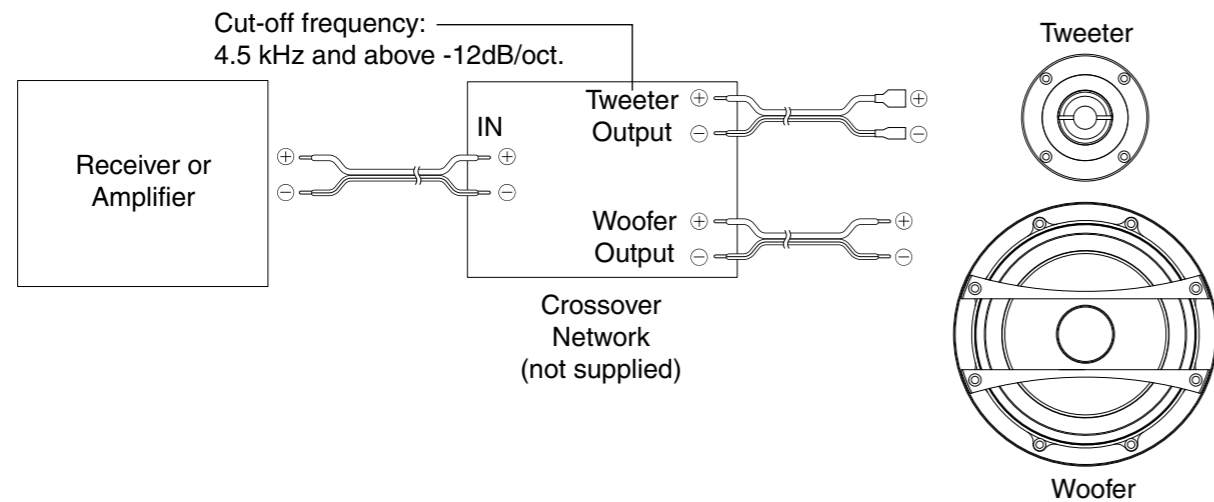 Cut-off frequency:
4.5 kHz and above -12dB/oct.
Tweeter
Receiver or
Amplifier
⊕
⊖
IN
⊕
⊖
Tweeter
Output
⊕
⊖
⊕
⊖
Woofer
Output
⊕
⊖
⊕
⊖
Crossover
Network
(not supplied)
Woofer